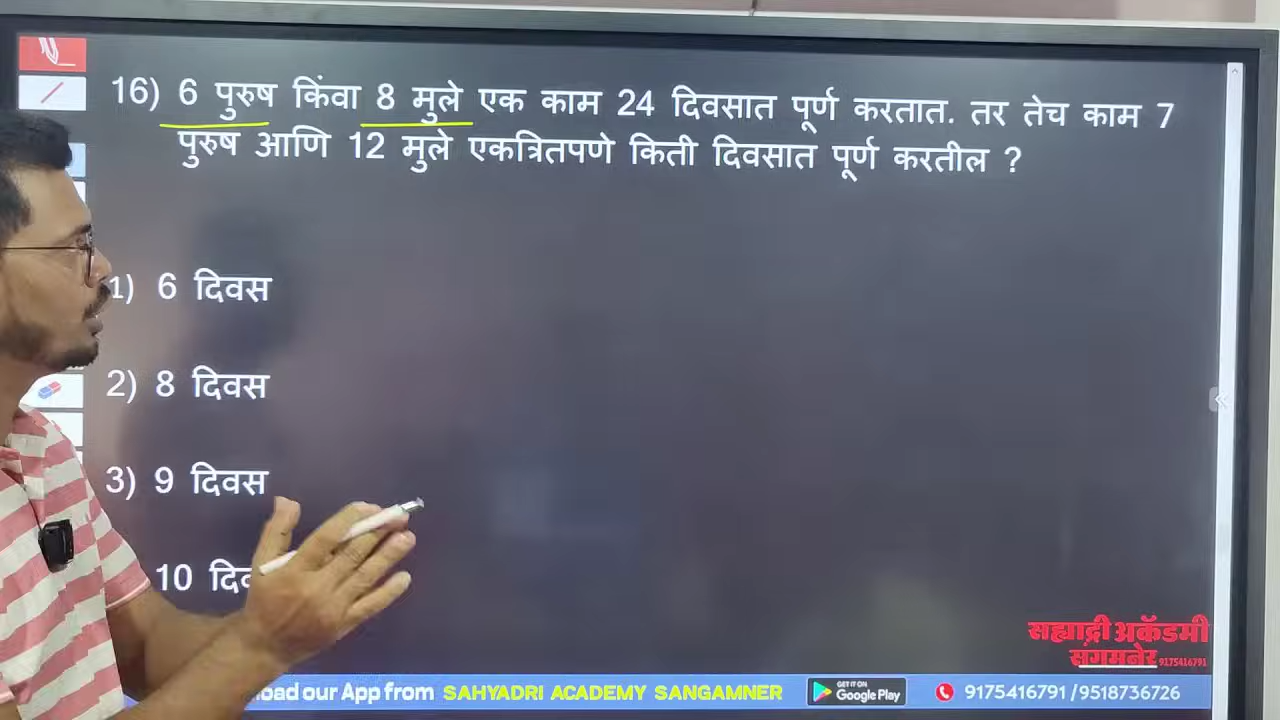 16) 6 पुरुष किंवा 8 मुले एक काम 24 दिवसात पूर्ण करतात. तर तेच काम 7
पुरुष आणि 12 मुले एकत्रितपणे किती दिवसात पूर्ण करतील ?
1) 6 दिवस
2) 8 दिवस
3) 9 दिवस
10
सह्याद्री अकॅडमी
संगमनेर 9175416791
our App from SAHYADRI ACADEMY SANGAMNER GET IT ON Google Play 9175416791 /9518736726